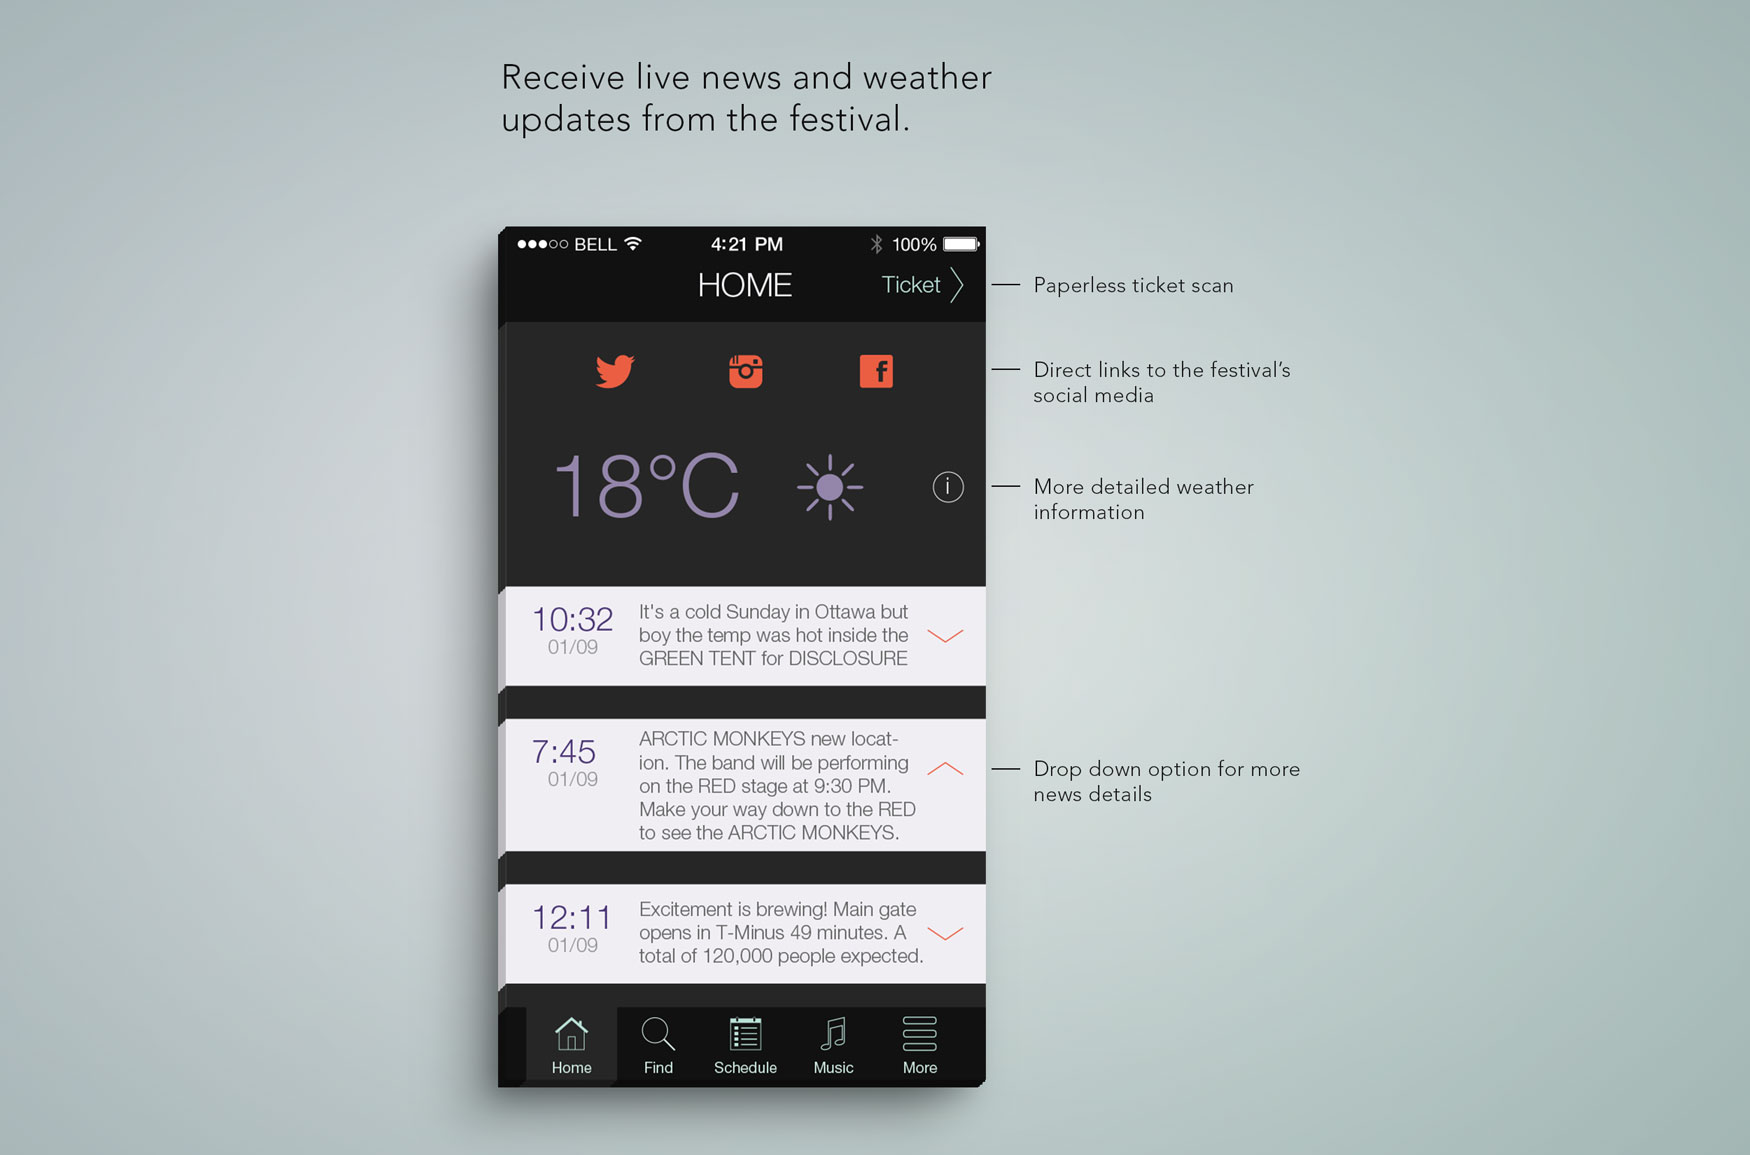 Receive live news and weather
updates from the festival.
BELL
4:21 PM
100%
HOME
Ticket
Paperless ticket scan
Direct links to the festival’s
social media
18°C
i
More detailed weather
information
10:32
01/09
It's a cold Sunday in Ottawa but
boy the temp was hot inside the
GREEN TENT for DISCLOSURE
7:45
01/09
ARCTIC MONKEYS new locat-
ion. The band will be performing
on the RED stage at 9:30 PM.
Make your way down to the RED
to see the ARCTIC MONKEYS.
Drop down option for more
news details
12:11
01/09
Excitement is brewing! Main gate
opens in T-Minus 49 minutes. A
total of 120,000 people expected.
Home
Find
Schedule
Music
More